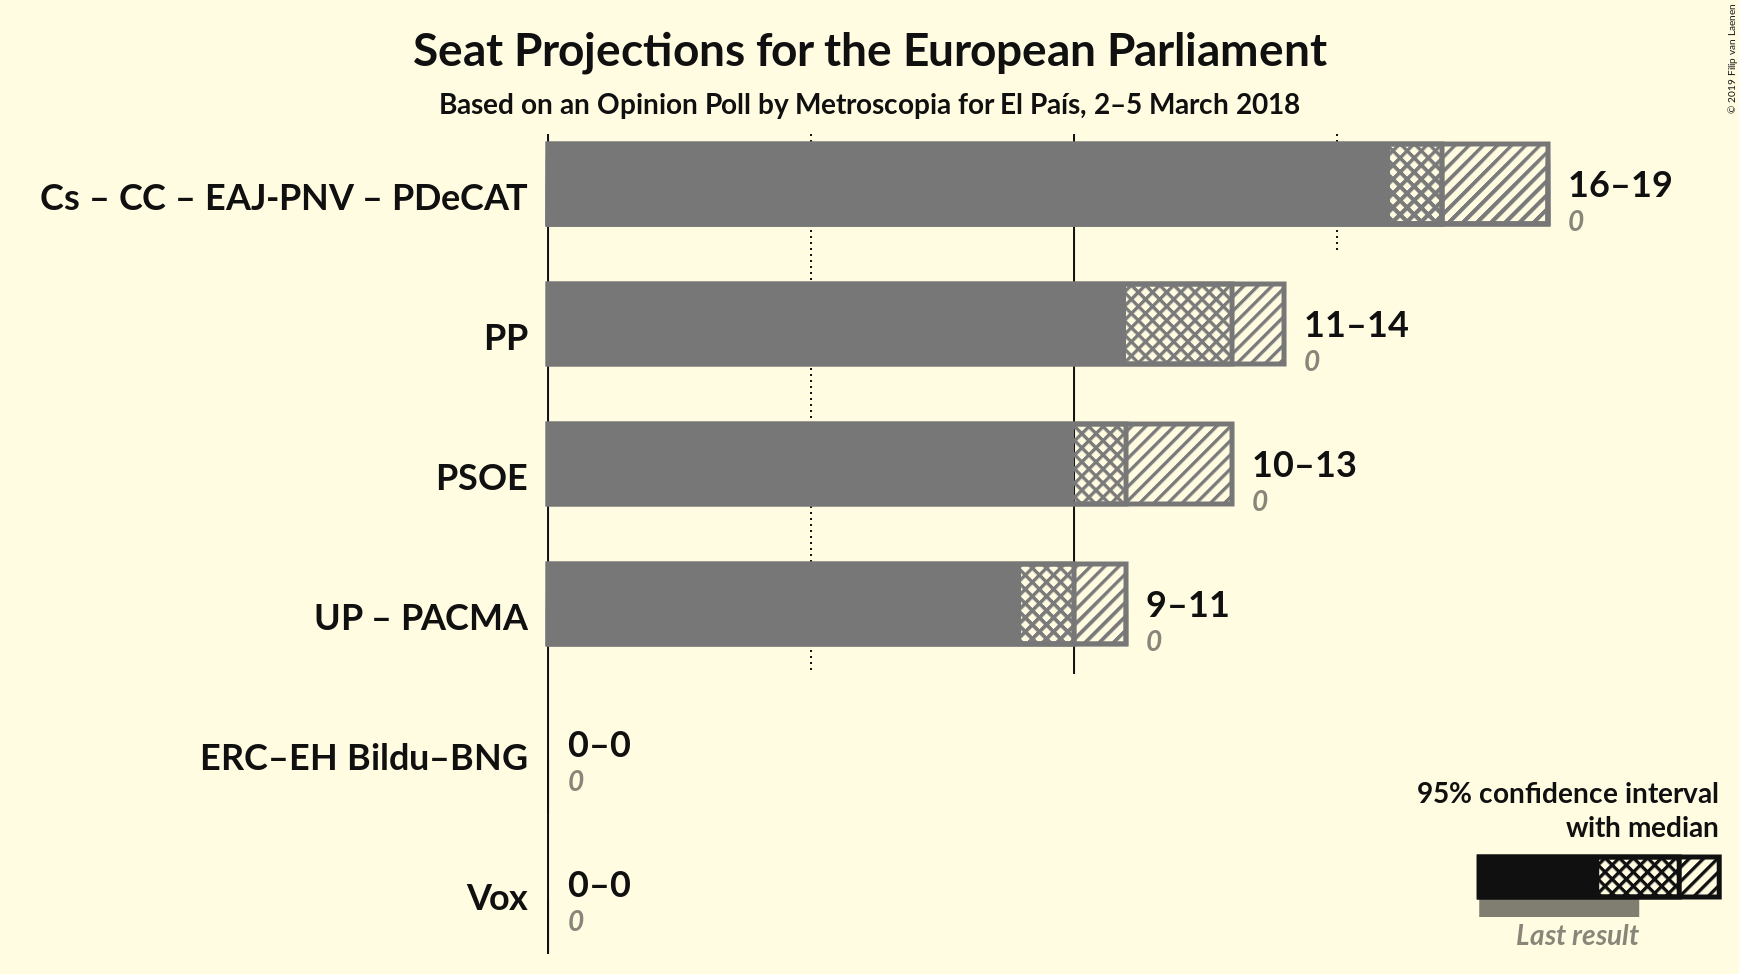 Seat Projections for the European Parliament
Based on an Opinion Poll by Metroscopia for El País, 2–5 March 2018
© 2019 Filip van Laenen
Cs – CC – EAJ-PNV – PDeCAT
16–19
0
PP
11–14
0
PSOE
10–13
0
UP – PACMA
9–11
0
ERC–EH Bildu–BNG
0–0
0
Vox
0–0
0
95% confidence interval
with median
Last result